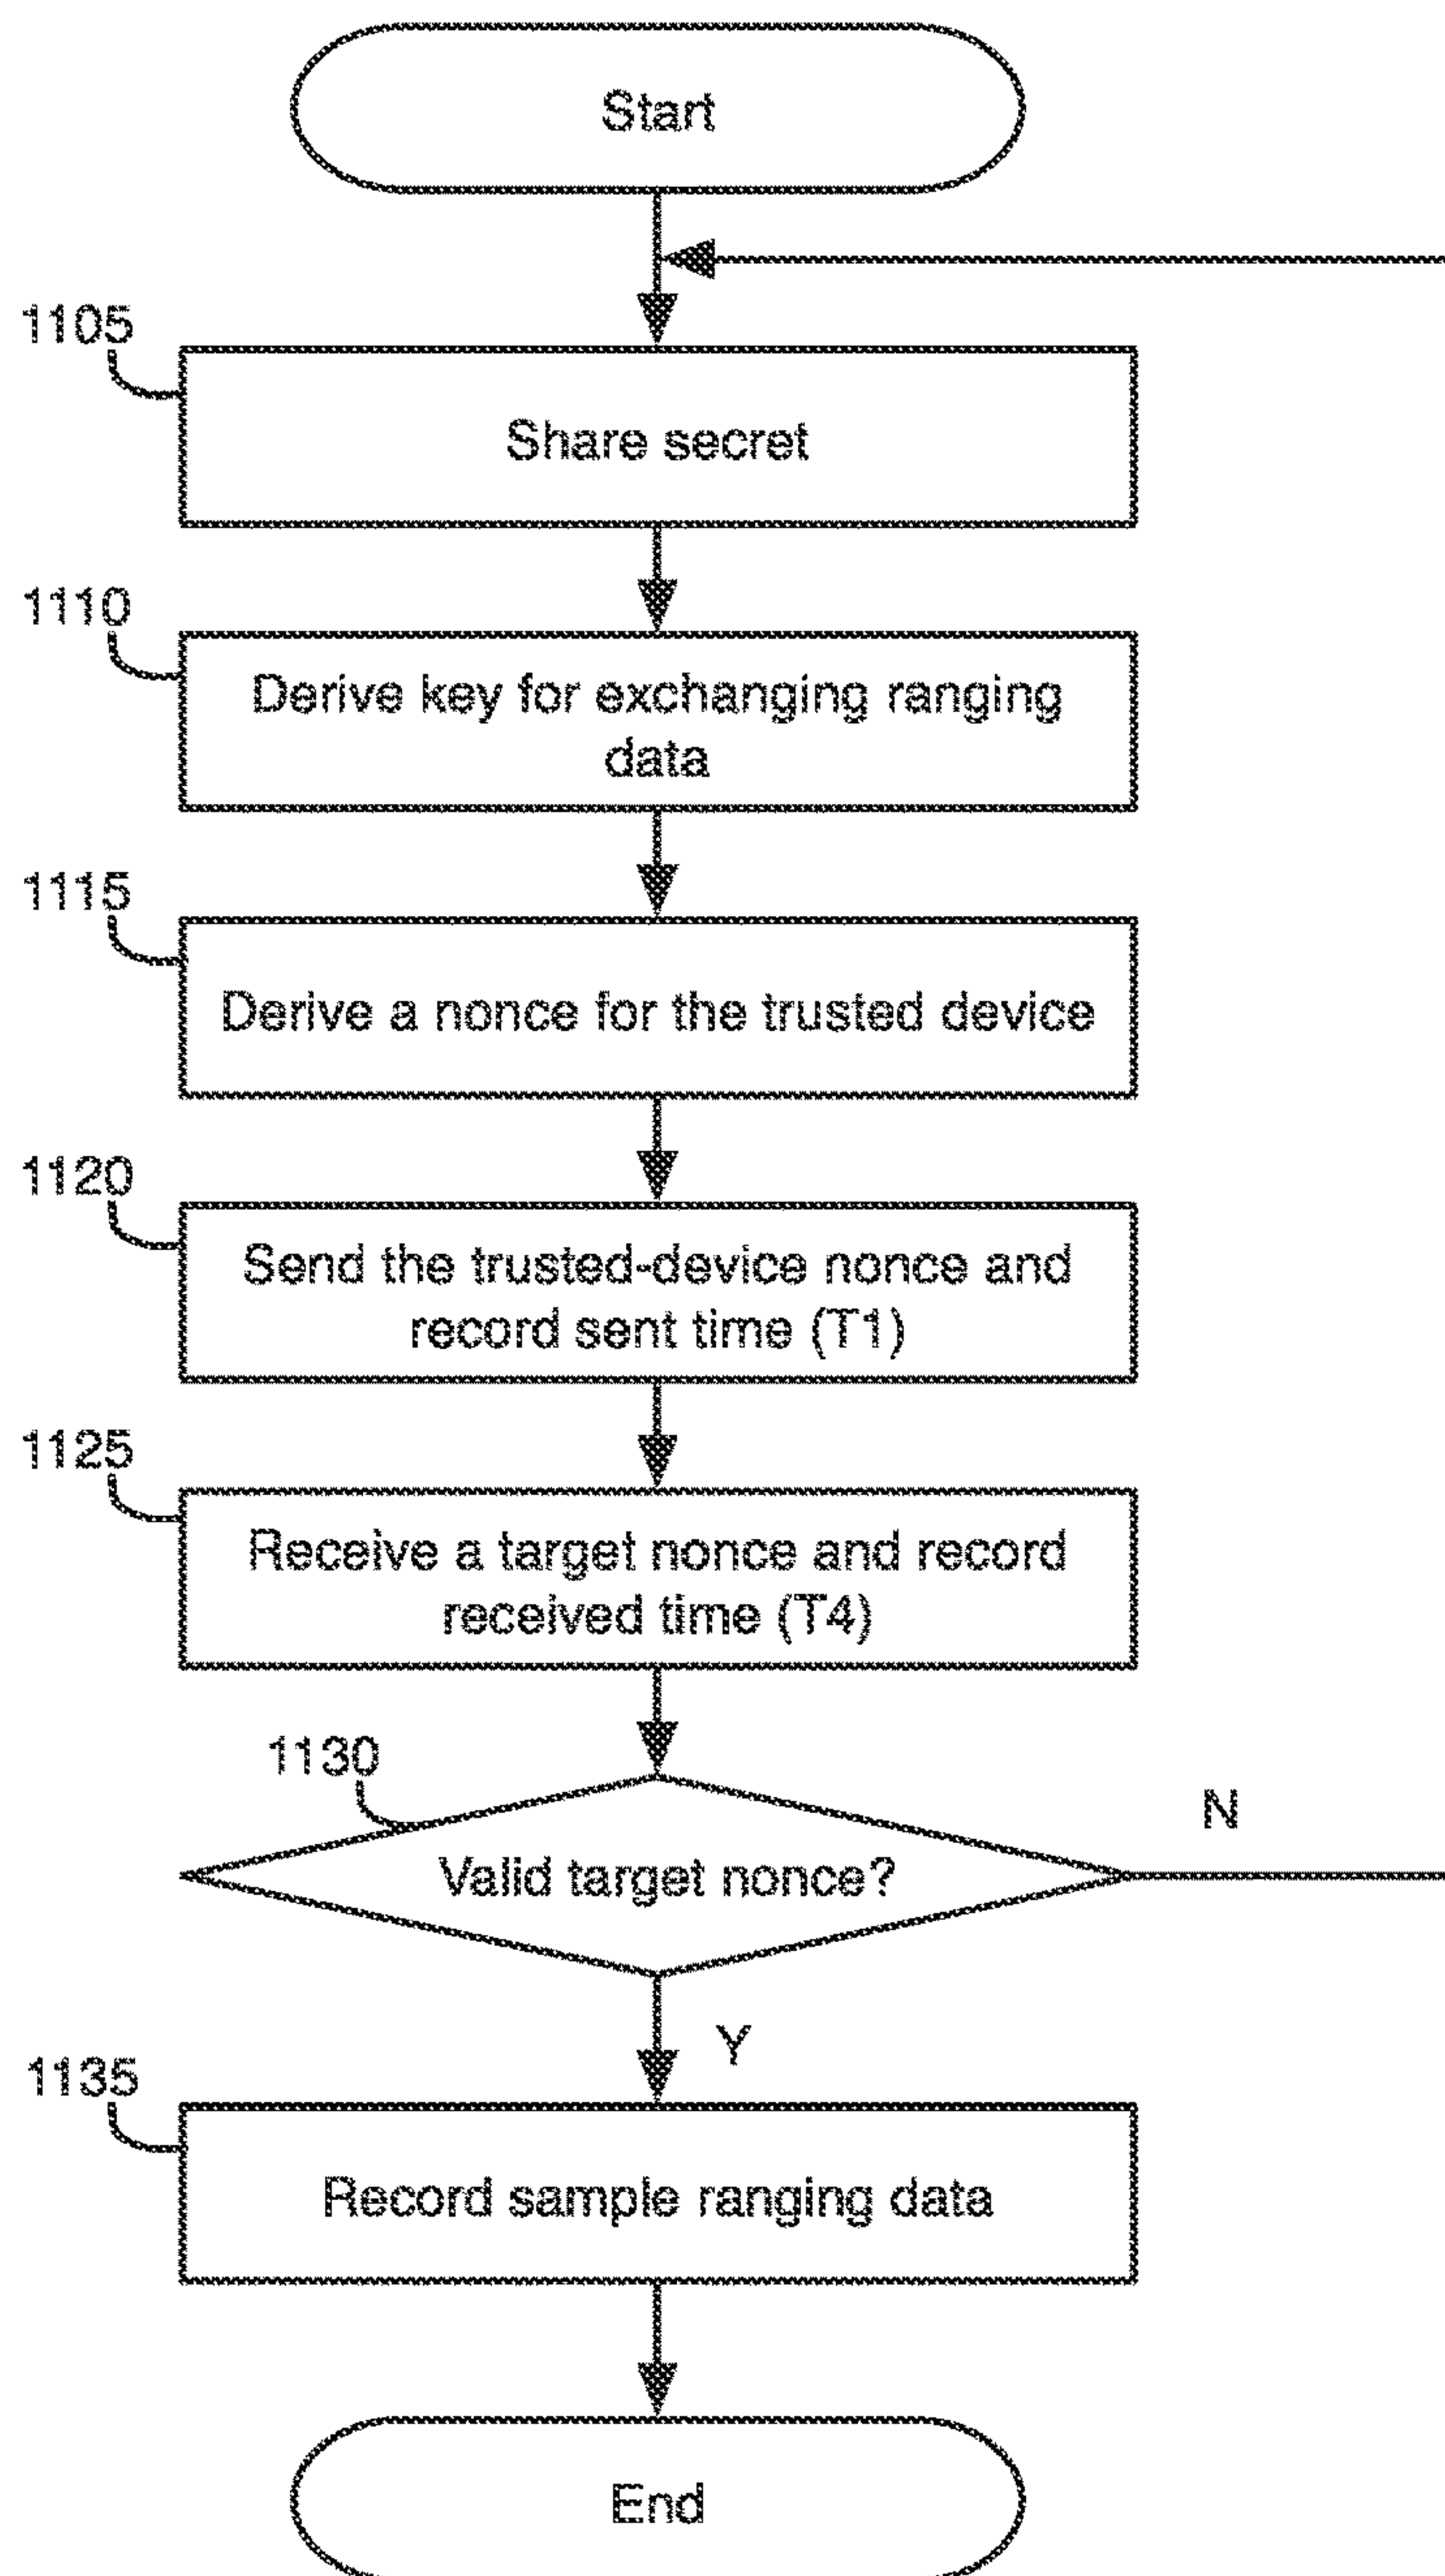 Start
1105
Share secret
1110
Derive key for exchanging ranging
data
1115
Derive a nonce for the trusted device
1120
Send the trusted-device nonce and
record sent time (T1)
1125
Receive a target nonce and record
received time (T4)
1130
N
Valid target nonce?
Y
1135
Record sample ranging data
End